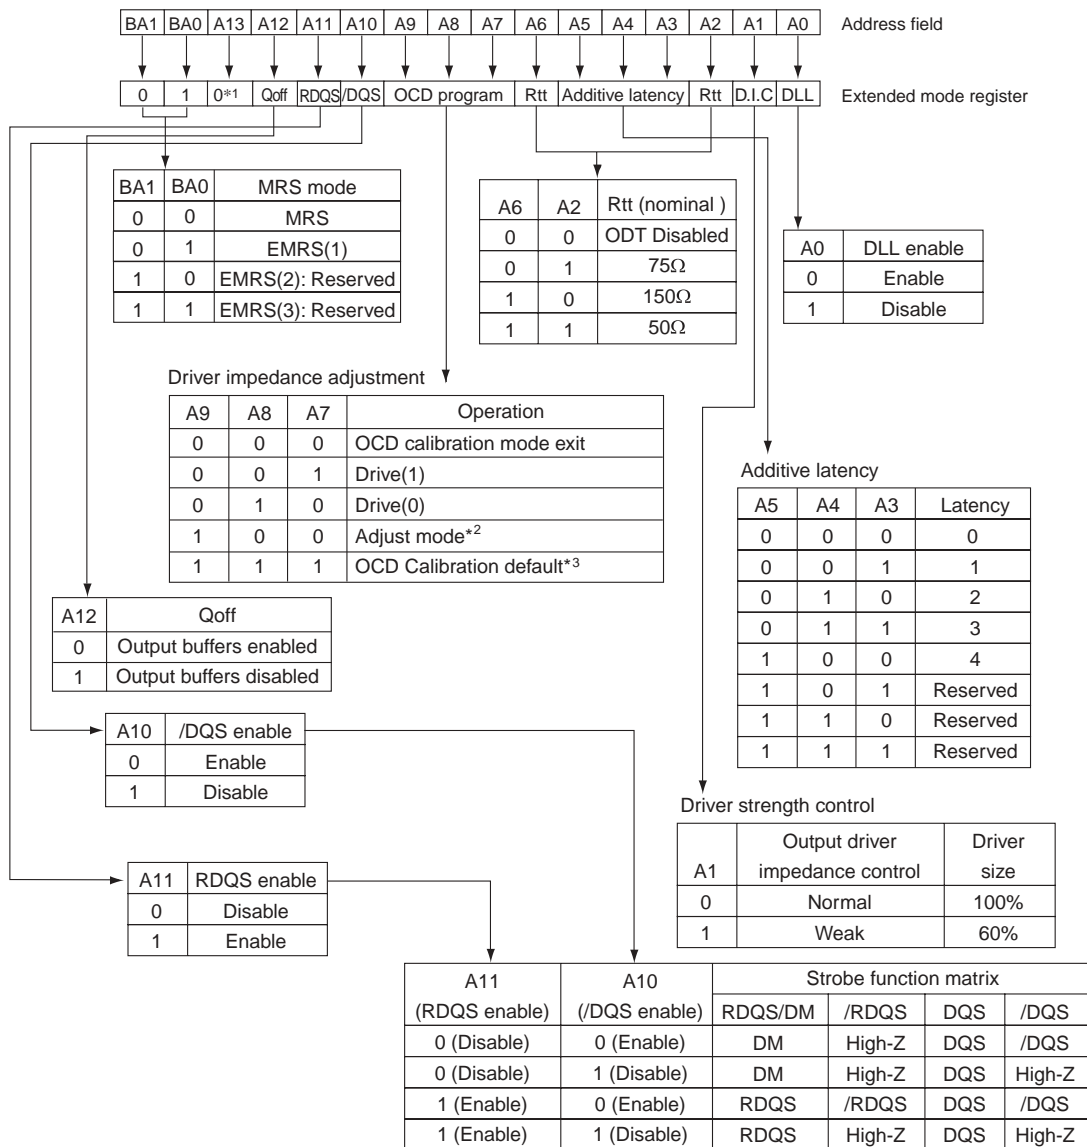 BA1 BA0 A13 A12 A11 A10 A9 A8 A7 A6 A5 A4 A3 A2 A1 A0 Address field
0 1 0*1 Qoff RDQS /DQS OCD program Rtt Additive latency Rtt D.I.C DLL Extended mode register
BA1 BA0 MRS mode
0 0 MRS
0 1 EMRS(1)
1 0 EMRS(2): Reserved
1 1 EMRS(3): Reserved
A6 A2 Rtt (nominal )
0 0 ODT Disabled
0 1 75Ω
1 0 150Ω
1 1 50Ω
A0 DLL enable
0 Enable
1 Disable
Driver impedance adjustment
A9 A8 A7 Operation
0 0 0 OCD calibration mode exit
0 0 1 Drive(1)
0 1 0 Drive(0)
1 0 0 Adjust mode*2
1 1 1 OCD Calibration default*3
Additive latency
A5 A4 A3 Latency
0 0 0 0
0 0 1 1
0 1 0 2
0 1 1 3
1 0 0 4
1 0 1 Reserved
1 1 0 Reserved
1 1 1 Reserved
A12 Qoff
0 Output buffers enabled
1 Output buffers disabled
A10 /DQS enable
0 Enable
1 Disable
Driver strength control
A1 Output driver impedance control Driver size
0 Normal 100%
1 Weak 60%
A11 RDQS enable
0 Disable
1 Enable
A11 A10 Strobe function matrix
(RDQS enable) (/DQS enable) RDQS/DM /RDQS DQS /DQS
0 (Disable) 0 (Enable) DM High-Z DQS /DQS
0 (Disable) 1 (Disable) DM High-Z DQS High-Z
1 (Enable) 0 (Enable) RDQS /RDQS DQS /DQS
1 (Enable) 1 (Disable) RDQS High-Z DQS High-Z